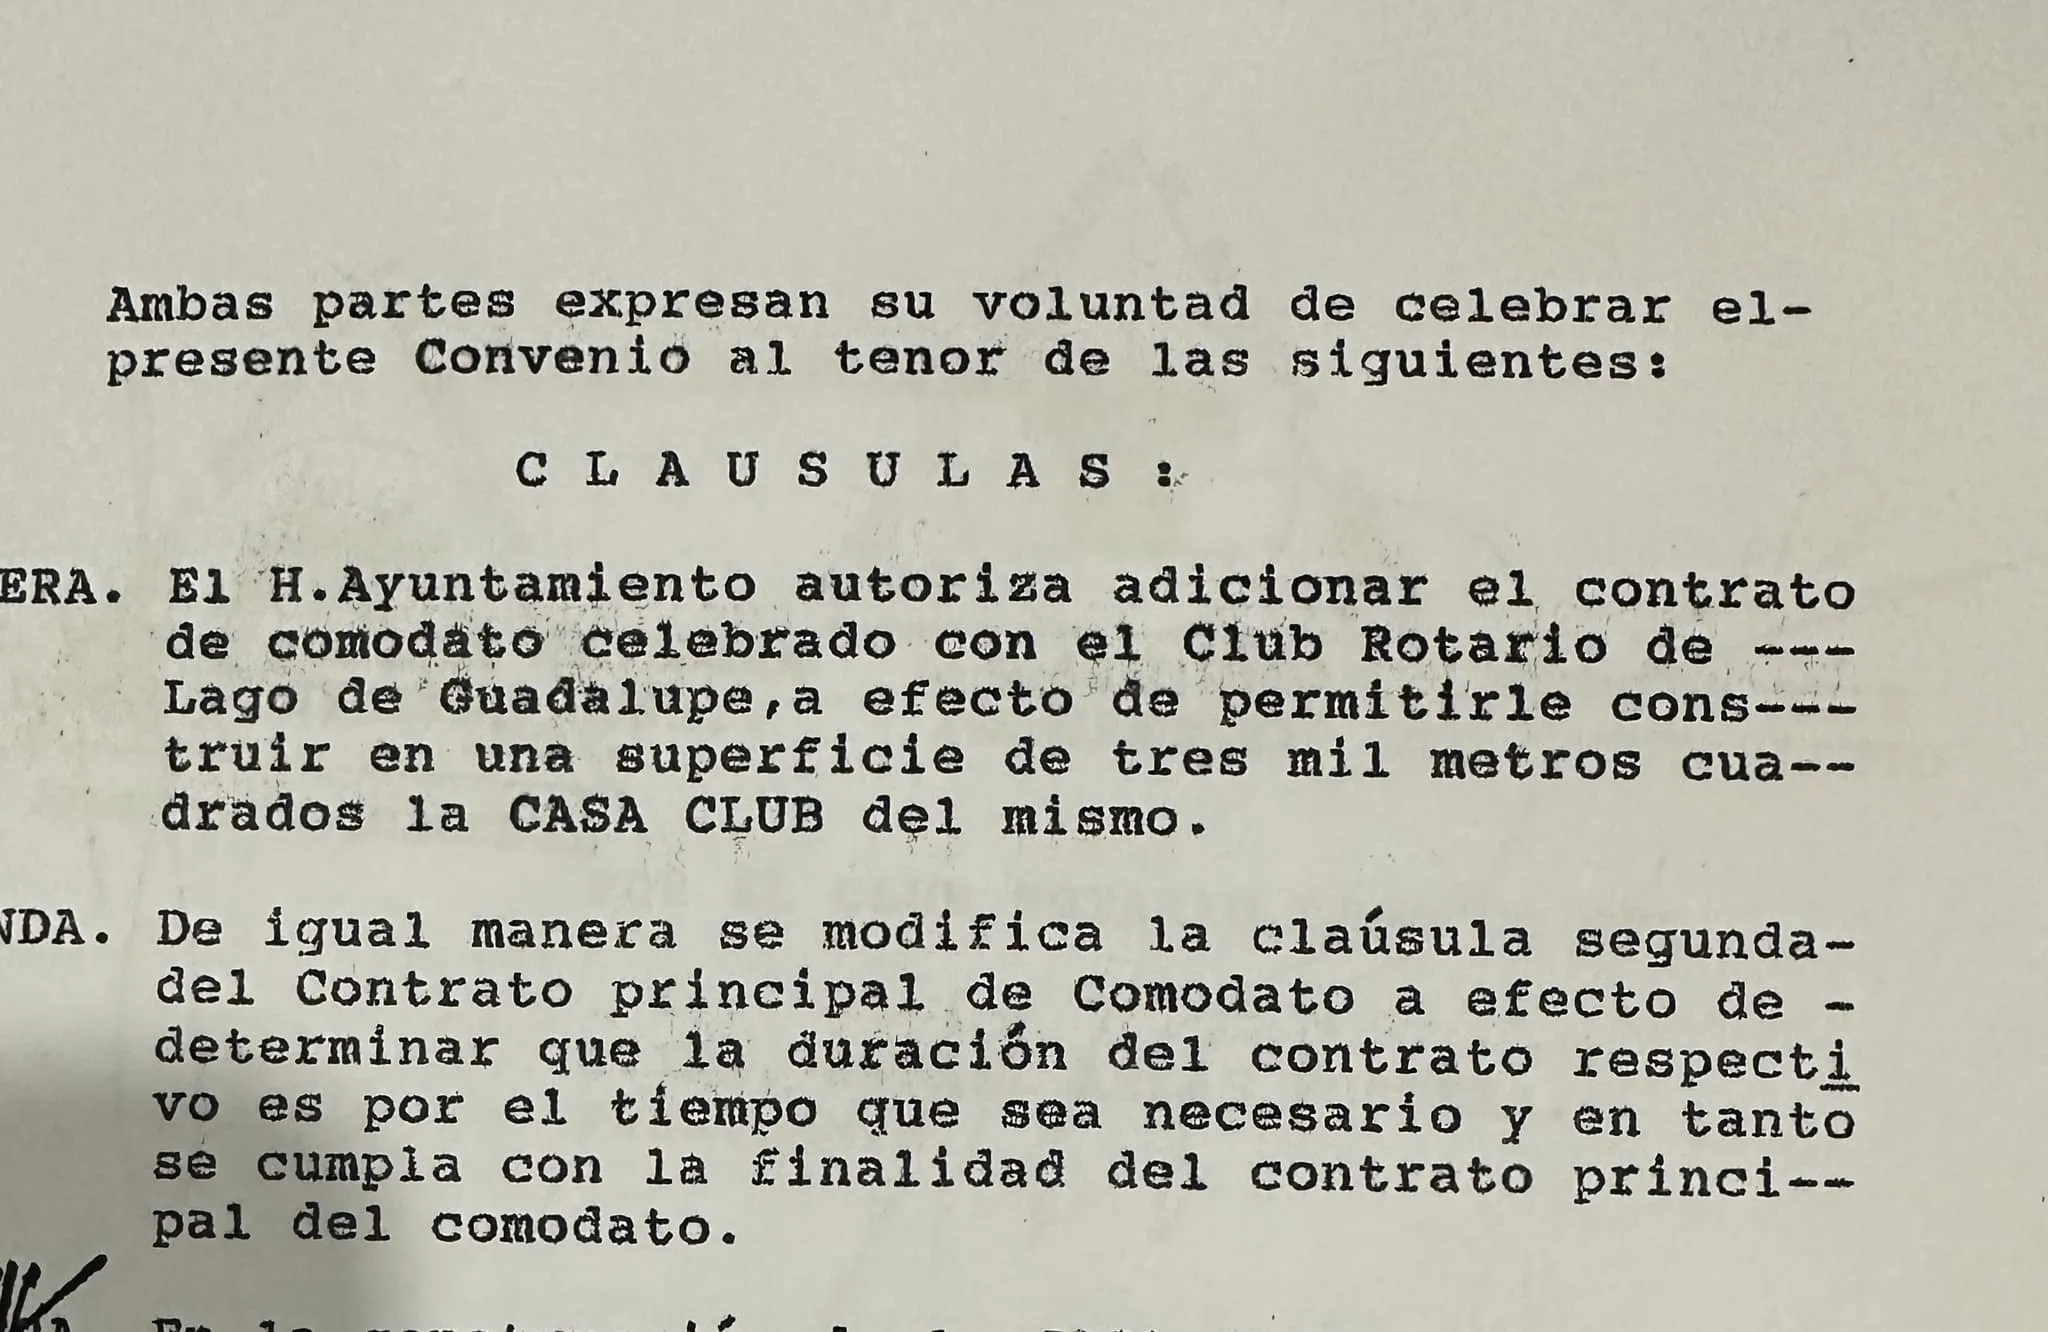 Ambas partes expresan su voluntad de celebrar el-
presente Convenio al tenor de las siguientes:
C L A U S U L A S :
ERA. El H.Ayuntamiento autoriza adicionar el contrato
de comodato celebrado con el Club Rotario de ---
Lago de Guadalupe,a efecto de permitirle cons---
truir en una superficie de tres mil metros cua--
drados la CASA CLUB del mismo.
NDA. De igual manera se modifica la claúsula segunda-
del Contrato principal de Comodato a efecto de -
determinar que la duración del contrato respecti
vo es por el tiempo que sea necesario y en tanto
se cumpla con la finalidad del contrato princi--
pal del comodato.